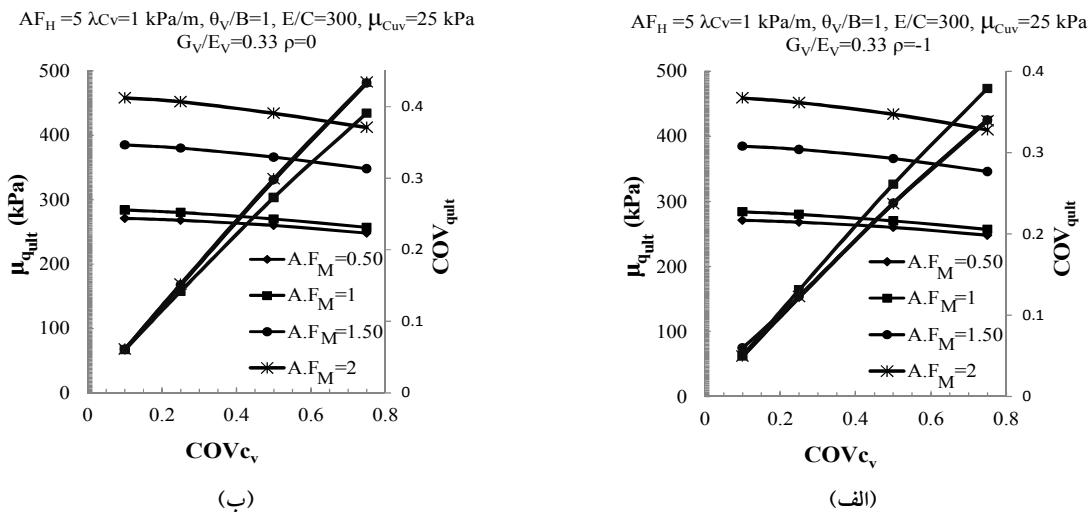 AF_H =5 λCv=1 kPa/m, θ_V/B=1, E/C=300, μ_Cuv=25 kPa
G_V/E_V=0.33 ρ=0
500
400
300
200
100
0
μ_qult (kPa)
0.4
0.3
0.2
0.1
0
COV_qult
A.F_M=0.50
A.F_M=1
A.F_M=1.50
A.F_M=2
0 0.2 0.4 0.6 0.8
COVc_v
(ب)
AF_H =5 λCv=1 kPa/m, θ_V/B=1, E/C=300, μ_Cuv=25 kPa
G_V/E_V=0.33 ρ=-1
500
400
300
200
100
0
μ_qult (kPa)
0.4
0.3
0.2
0.1
0
COV_qult
A.F_M=0.50
A.F_M=1
A.F_M=1.50
A.F_M=2
0 0.2 0.4 0.6 0.8
COVc_v
(الف)